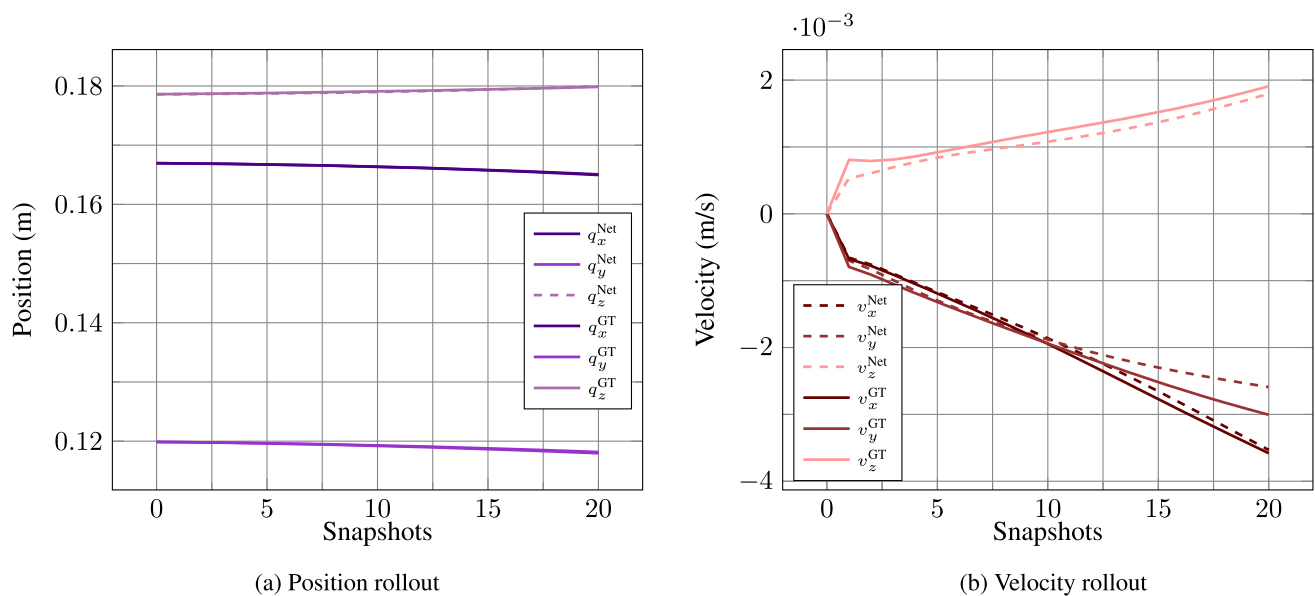 0.18
0.16
0.14
0.12
0 5 10 15 20
Position (m)
Snapshots
q_x^Net
q_y^Net
q_z^Net
q_x^GT
q_y^GT
q_z^GT
(a) Position rollout
·10^−3
2
0
−2
−4
0 5 10 15 20
Velocity (m/s)
Snapshots
v_x^Net
v_y^Net
v_z^Net
v_x^GT
v_y^GT
v_z^GT
(b) Velocity rollout